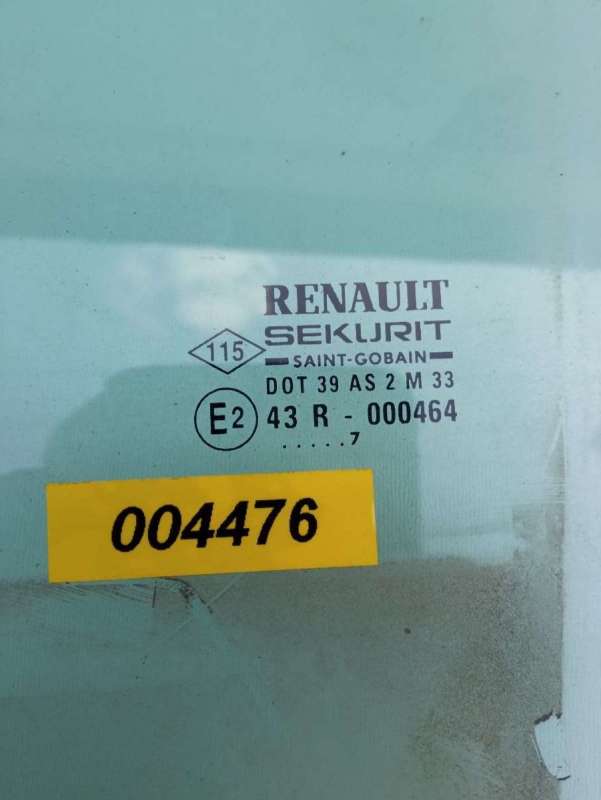 RENAULT
SEKURIT
115
SAINT-GOBAIN
DOT 39 AS 2 M 33
E2 43 R - 000464
.....7
004476